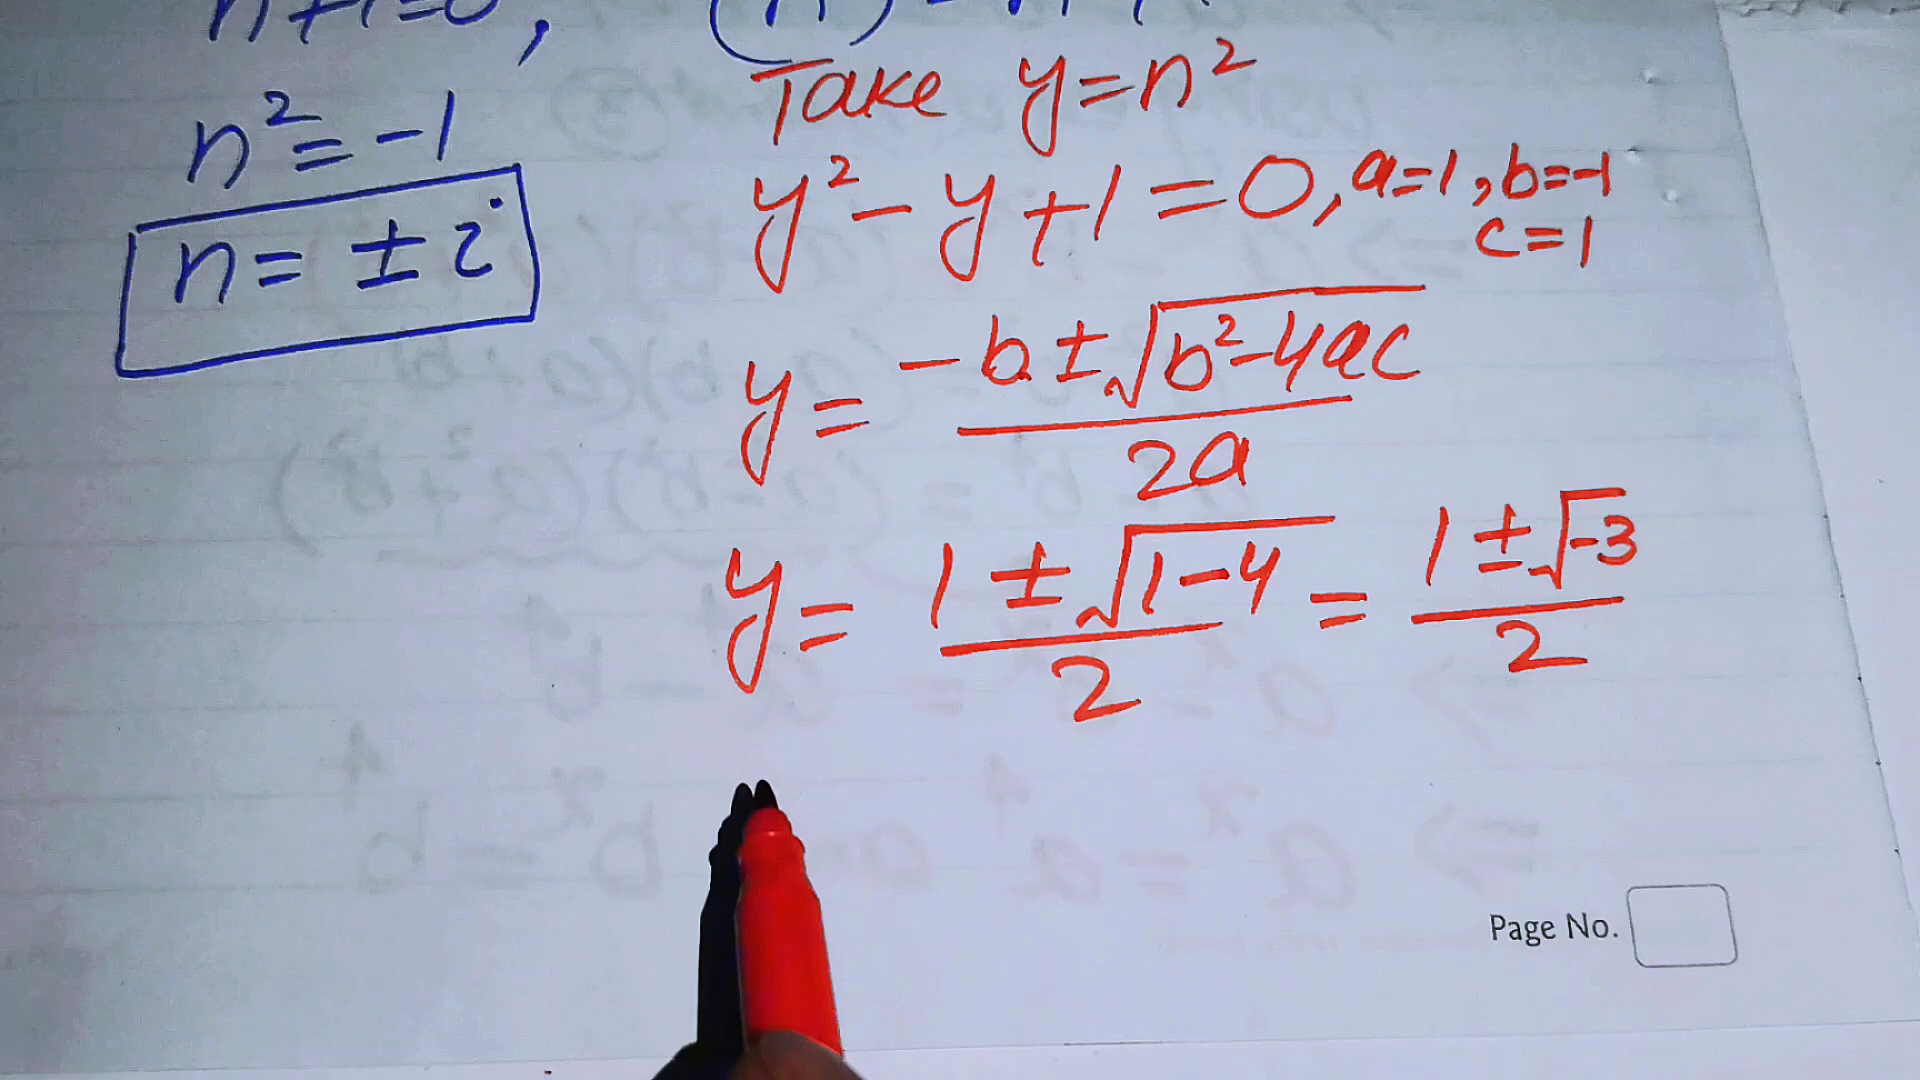 n²=-1
n= ±i
Take y=n²
y²-y+1=0, a=1, b=-1
c=1
y= -b±√b²-4ac / 2a
y= 1±√1-4 / 2 = 1±√-3 / 2
Page No.